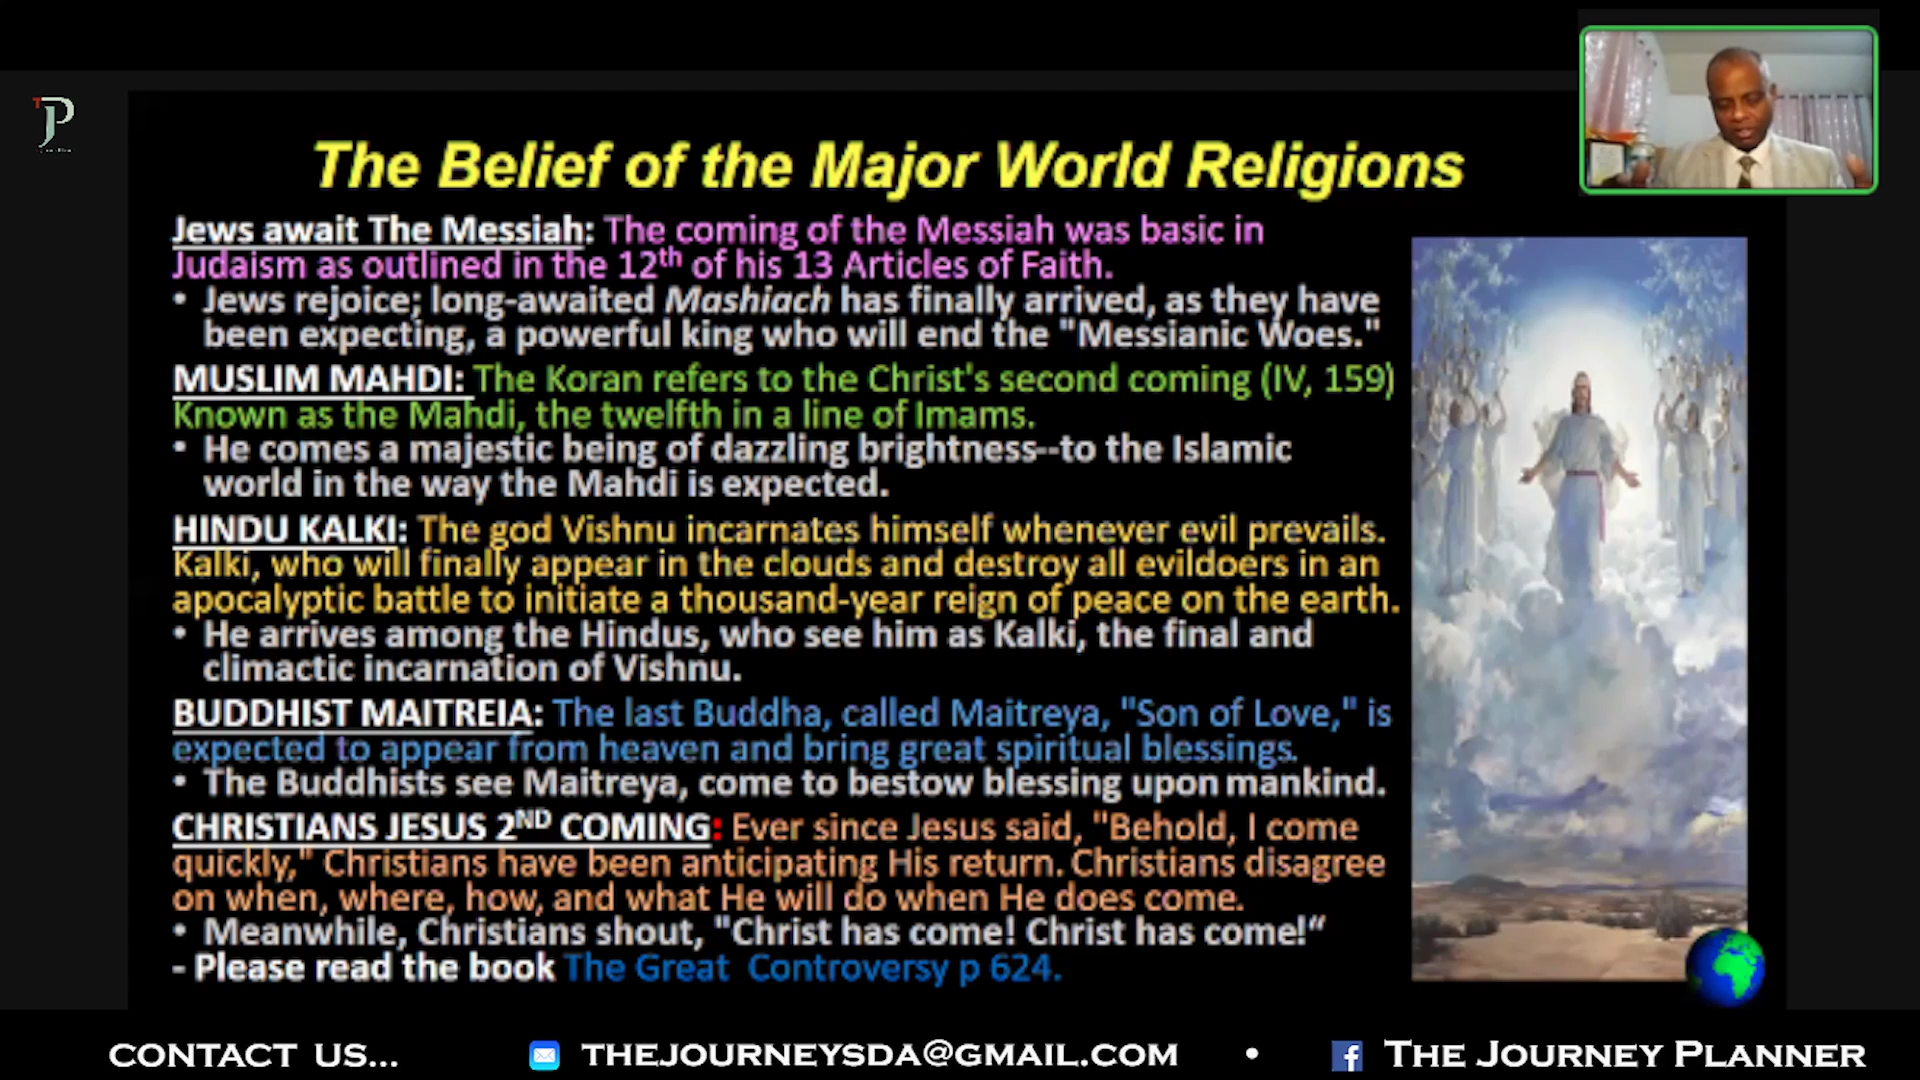 The Belief of the Major World Religions
Jews await The Messiah: The coming of the Messiah was basic in
Judaism as outlined in the 12th of his 13 Articles of Faith.
• Jews rejoice; long-awaited Mashiach has finally arrived, as they have
been expecting, a powerful king who will end the "Messianic Woes."
MUSLIM MAHDI: The Koran refers to the Christ's second coming (IV, 159)
Known as the Mahdi, the twelfth in a line of Imams.
• He comes a majestic being of dazzling brightness--to the Islamic
world in the way the Mahdi is expected.
HINDU KALKI: The god Vishnu incarnates himself whenever evil prevails.
Kalki, who will finally appear in the clouds and destroy all evildoers in an
apocalyptic battle to initiate a thousand-year reign of peace on the earth.
• He arrives among the Hindus, who see him as Kalki, the final and
climactic incarnation of Vishnu.
BUDDHIST MAITREIA: The last Buddha, called Maitreya, "Son of Love," is
expected to appear from heaven and bring great spiritual blessings.
• The Buddhists see Maitreya, come to bestow blessing upon mankind.
CHRISTIANS JESUS 2ND COMING: Ever since Jesus said, "Behold, I come
quickly," Christians have been anticipating His return. Christians disagree
on when, where, how, and what He will do when He does come.
• Meanwhile, Christians shout, "Christ has come! Christ has come!“
- Please read the book The Great Controversy p 624.
CONTACT US... THEJOURNEYSDA@GMAIL.COM • THE JOURNEY PLANNER